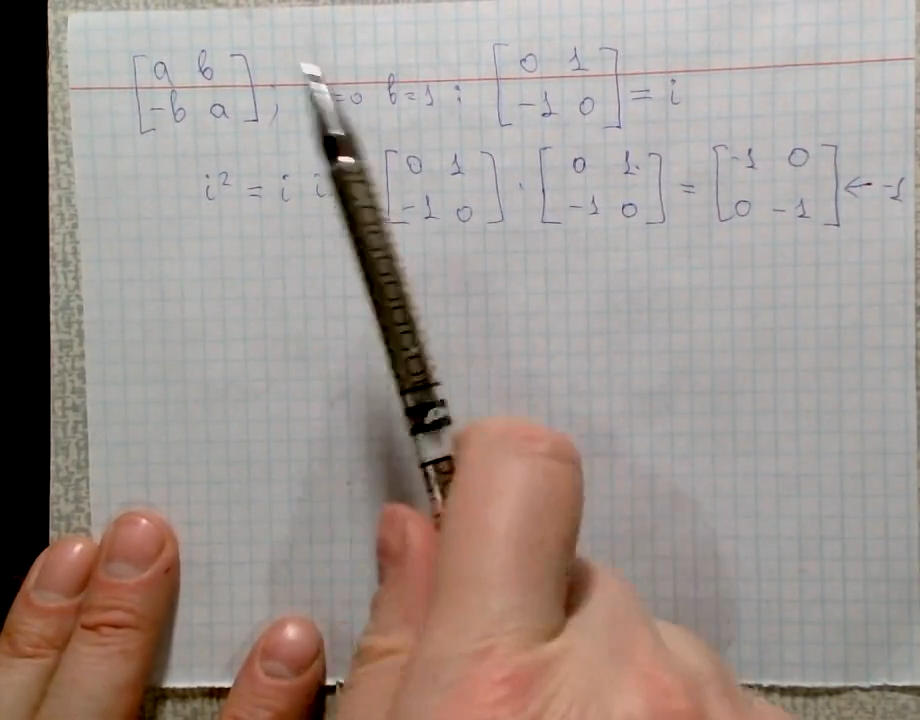 [a b; -b a]; =0 b=1 : [0 1; -1 0] = i
i² = i i [0 1; -1 0] · [0 1; -1 0] = [-1 0; 0 -1] ← -1